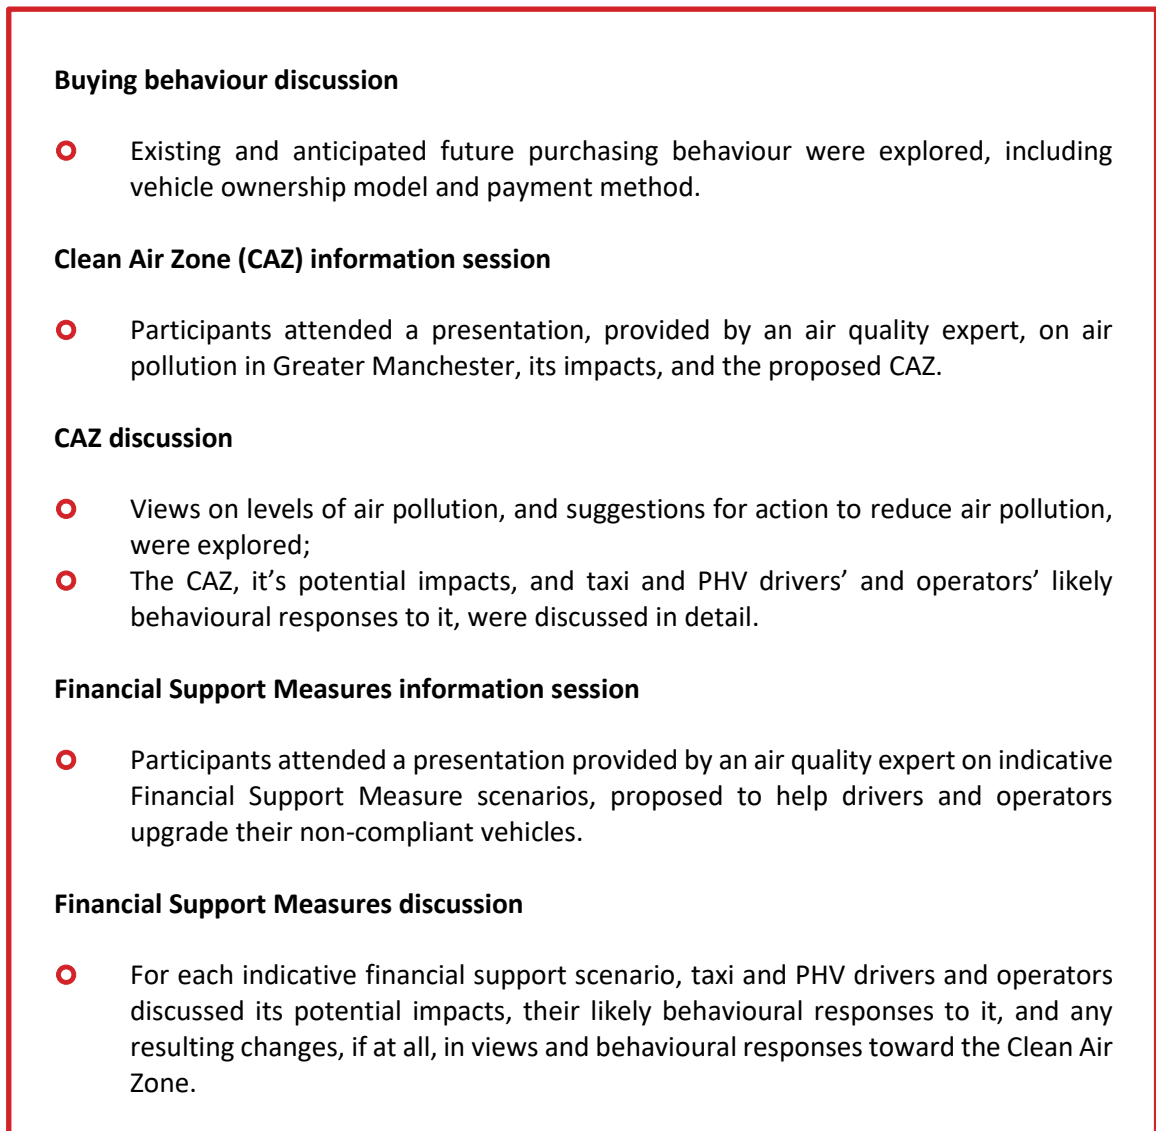 Buying behaviour discussion
Existing and anticipated future purchasing behaviour were explored, including
vehicle ownership model and payment method.
Clean Air Zone (CAZ) information session
Participants attended a presentation, provided by an air quality expert, on air
pollution in Greater Manchester, its impacts, and the proposed CAZ.
CAZ discussion
Views on levels of air pollution, and suggestions for action to reduce air pollution,
were explored;
The CAZ, it’s potential impacts, and taxi and PHV drivers’ and operators’ likely
behavioural responses to it, were discussed in detail.
Financial Support Measures information session
Participants attended a presentation provided by an air quality expert on indicative
Financial Support Measure scenarios, proposed to help drivers and operators
upgrade their non-compliant vehicles.
Financial Support Measures discussion
For each indicative financial support scenario, taxi and PHV drivers and operators
discussed its potential impacts, their likely behavioural responses to it, and any
resulting changes, if at all, in views and behavioural responses toward the Clean Air
Zone.